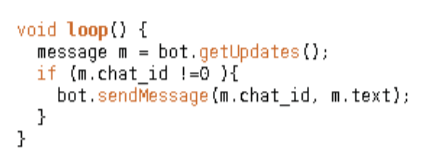 void loop() {
message m = bot.getUpdates();
if (m.chat_id !=0 ){
bot.sendMessage(m.chat_id, m.text);
}
}